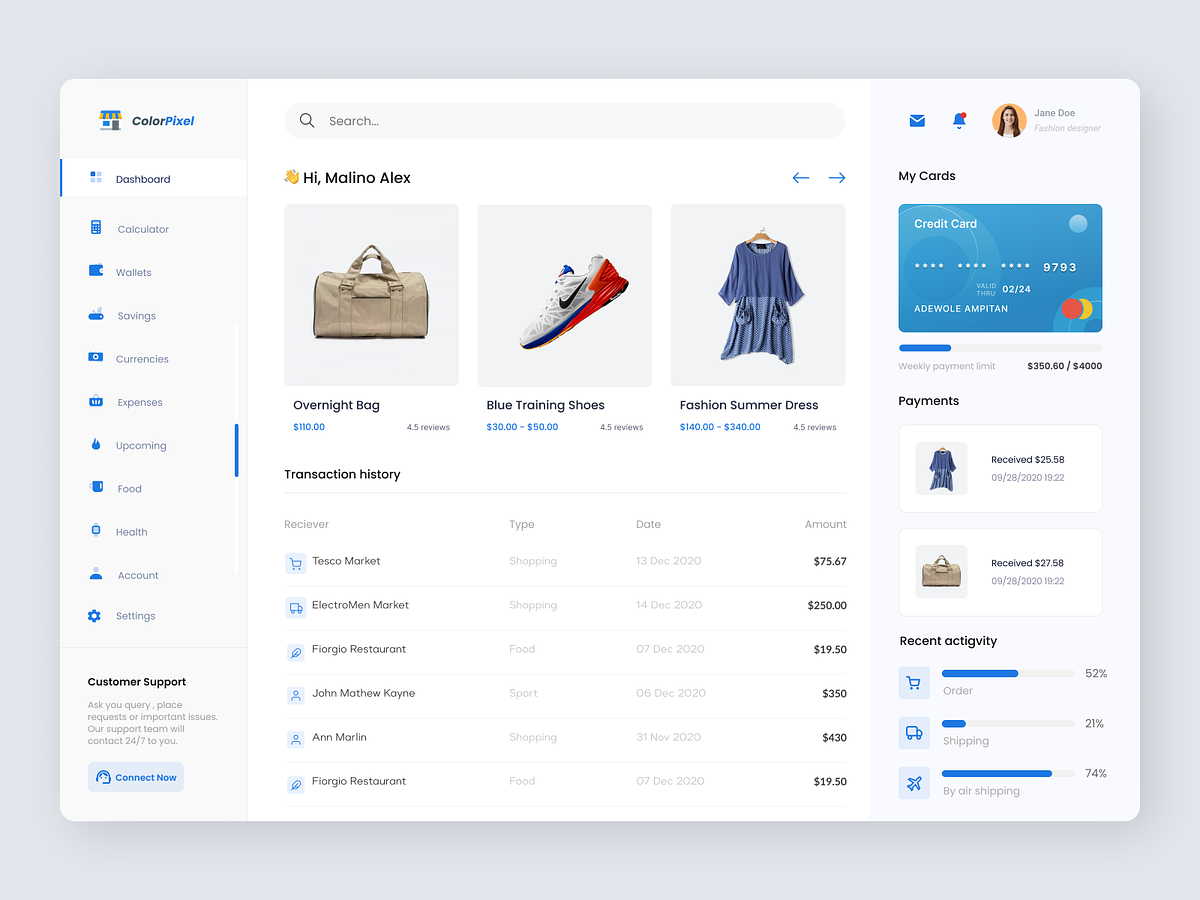 ColorPixel
Dashboard
Calculator
Wallets
Savings
Currencies
Expenses
Upcoming
Food
Health
Account
Settings
Customer Support
Ask you query , place
requests or important issues.
Our support team will
contact 24/7 to you.
Connect Now
Search...
👋 Hi, Malino Alex
Overnight Bag
$110.00 4.5 reviews
Blue Training Shoes
$30.00 - $50.00 4.5 reviews
Fashion Summer Dress
$140.00 - $340.00 4.5 reviews
Transaction history
Reciever Type Date Amount
Tesco Market Shopping 13 Dec 2020 $75.67
ElectroMen Market Shopping 14 Dec 2020 $250.00
Fiorgio Restaurant Food 07 Dec 2020 $19.50
John Mathew Kayne Sport 06 Dec 2020 $350
Ann Marlin Shopping 31 Nov 2020 $430
Fiorgio Restaurant Food 07 Dec 2020 $19.50
Jane Doe
Fashion designer
My Cards
Credit Card
**** **** **** 9793
VALID
THRU 02/24
ADEWOLE AMPITAN
Weekly payment limit $350.60 / $4000
Payments
Received $25.58
09/28/2020 19:22
Received $27.58
09/28/2020 19:22
Recent actigvity
52%
Order
21%
Shipping
74%
By air shipping